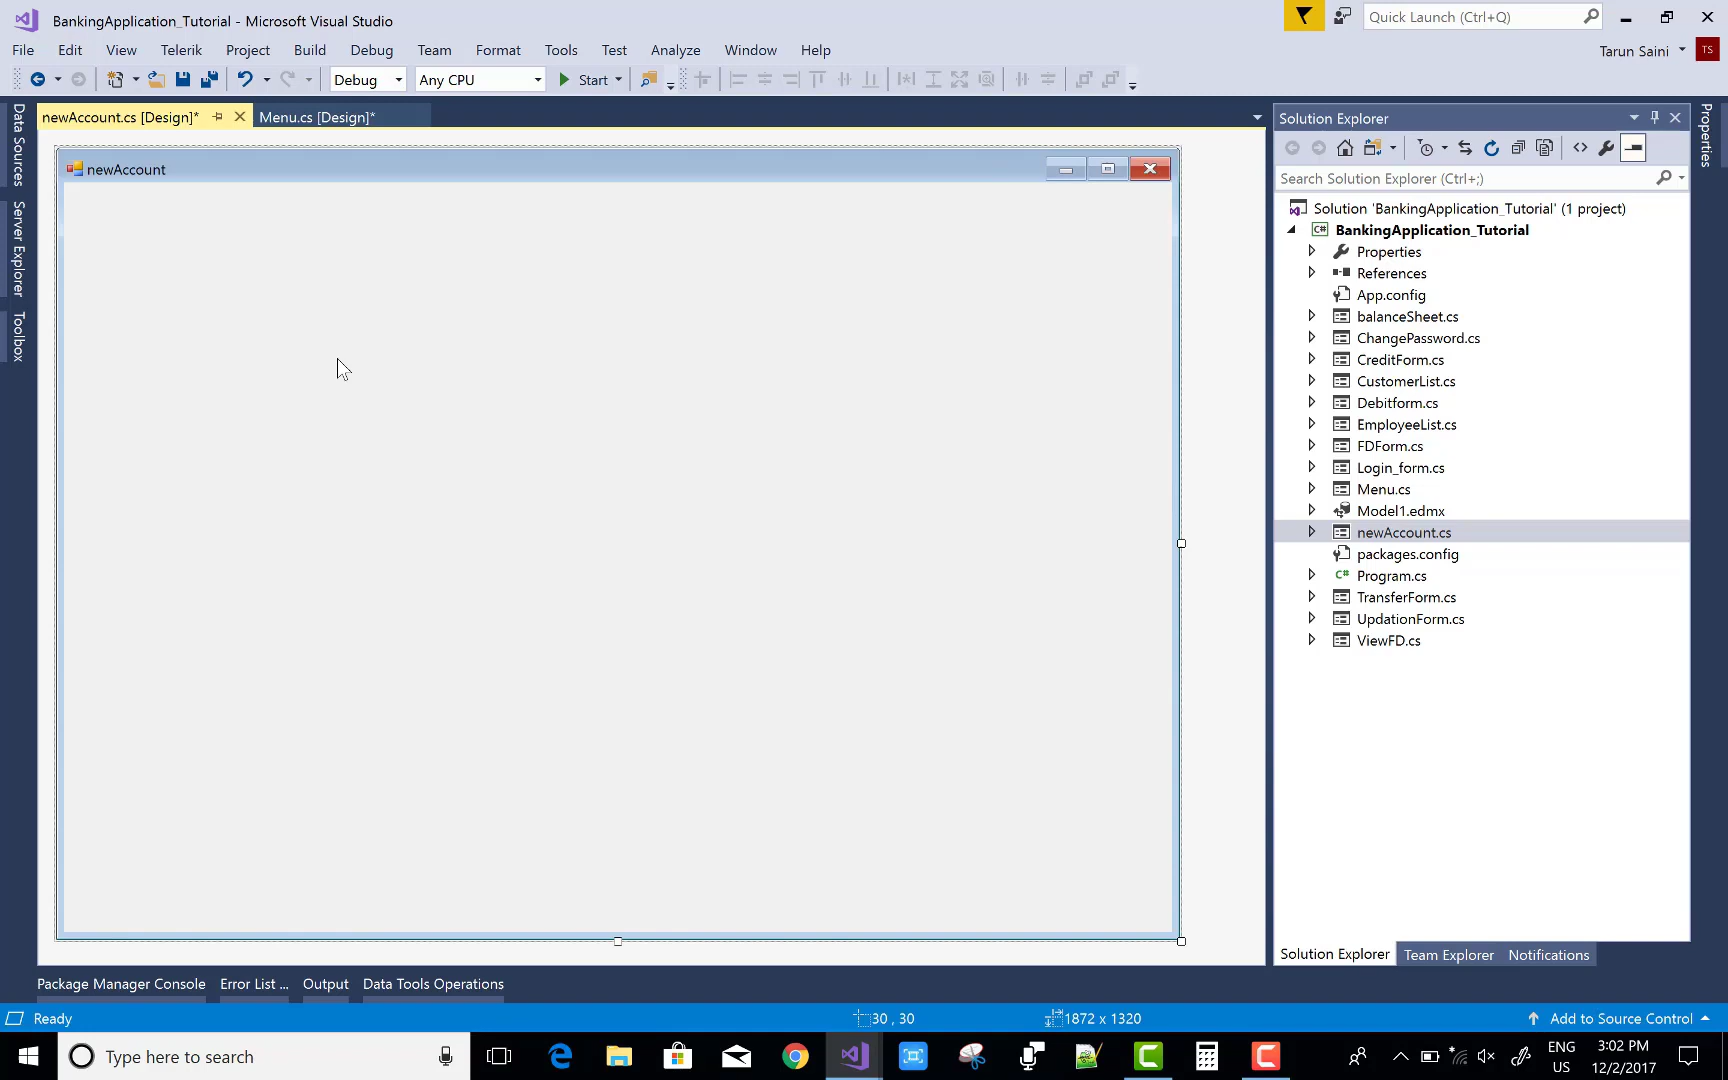 BankingApplication_Tutorial - Microsoft Visual Studio
Quick Launch (Ctrl+Q)
File Edit View Telerik Project Build Debug Team Format Tools Test Analyze Window Help
Tarun Saini TS
Debug Any CPU Start
newAccount.cs [Design]* Menu.cs [Design]*
Data Sources
Server Explorer
Toolbox
newAccount
Solution Explorer
Properties
Search Solution Explorer (Ctrl+;)
Solution 'BankingApplication_Tutorial' (1 project)
C# BankingApplication_Tutorial
Properties
References
App.config
balanceSheet.cs
ChangePassword.cs
CreditForm.cs
CustomerList.cs
Debitform.cs
EmployeeList.cs
FDForm.cs
Login_form.cs
Menu.cs
Model1.edmx
newAccount.cs
packages.config
C# Program.cs
TransferForm.cs
UpdationForm.cs
ViewFD.cs
Solution Explorer Team Explorer Notifications
Package Manager Console Error List ... Output Data Tools Operations
Ready 30 , 30 1872 x 1320 Add to Source Control
Type here to search
ENG
US
3:02 PM
12/2/2017